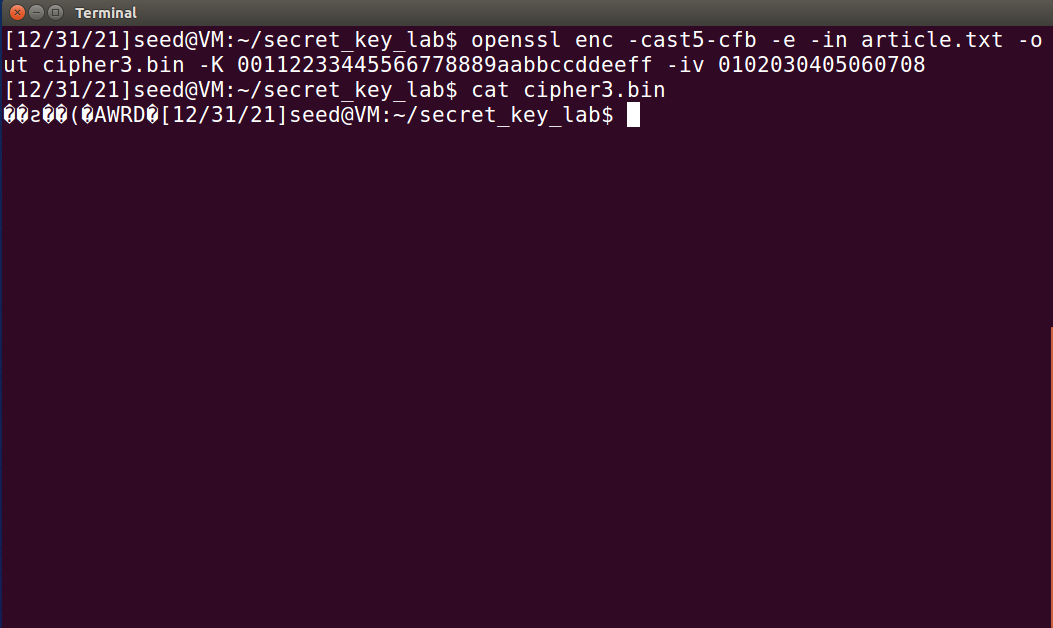 Terminal
[12/31/21]seed@VM:~/secret_key_lab$ openssl enc -cast5-cfb -e -in article.txt -o
ut cipher3.bin -K 00112233445566778889aabbccddeeff -iv 0102030405060708
[12/31/21]seed@VM:~/secret_key_lab$ cat cipher3.bin
��ƨ��(�AWRD�[12/31/21]seed@VM:~/secret_key_lab$